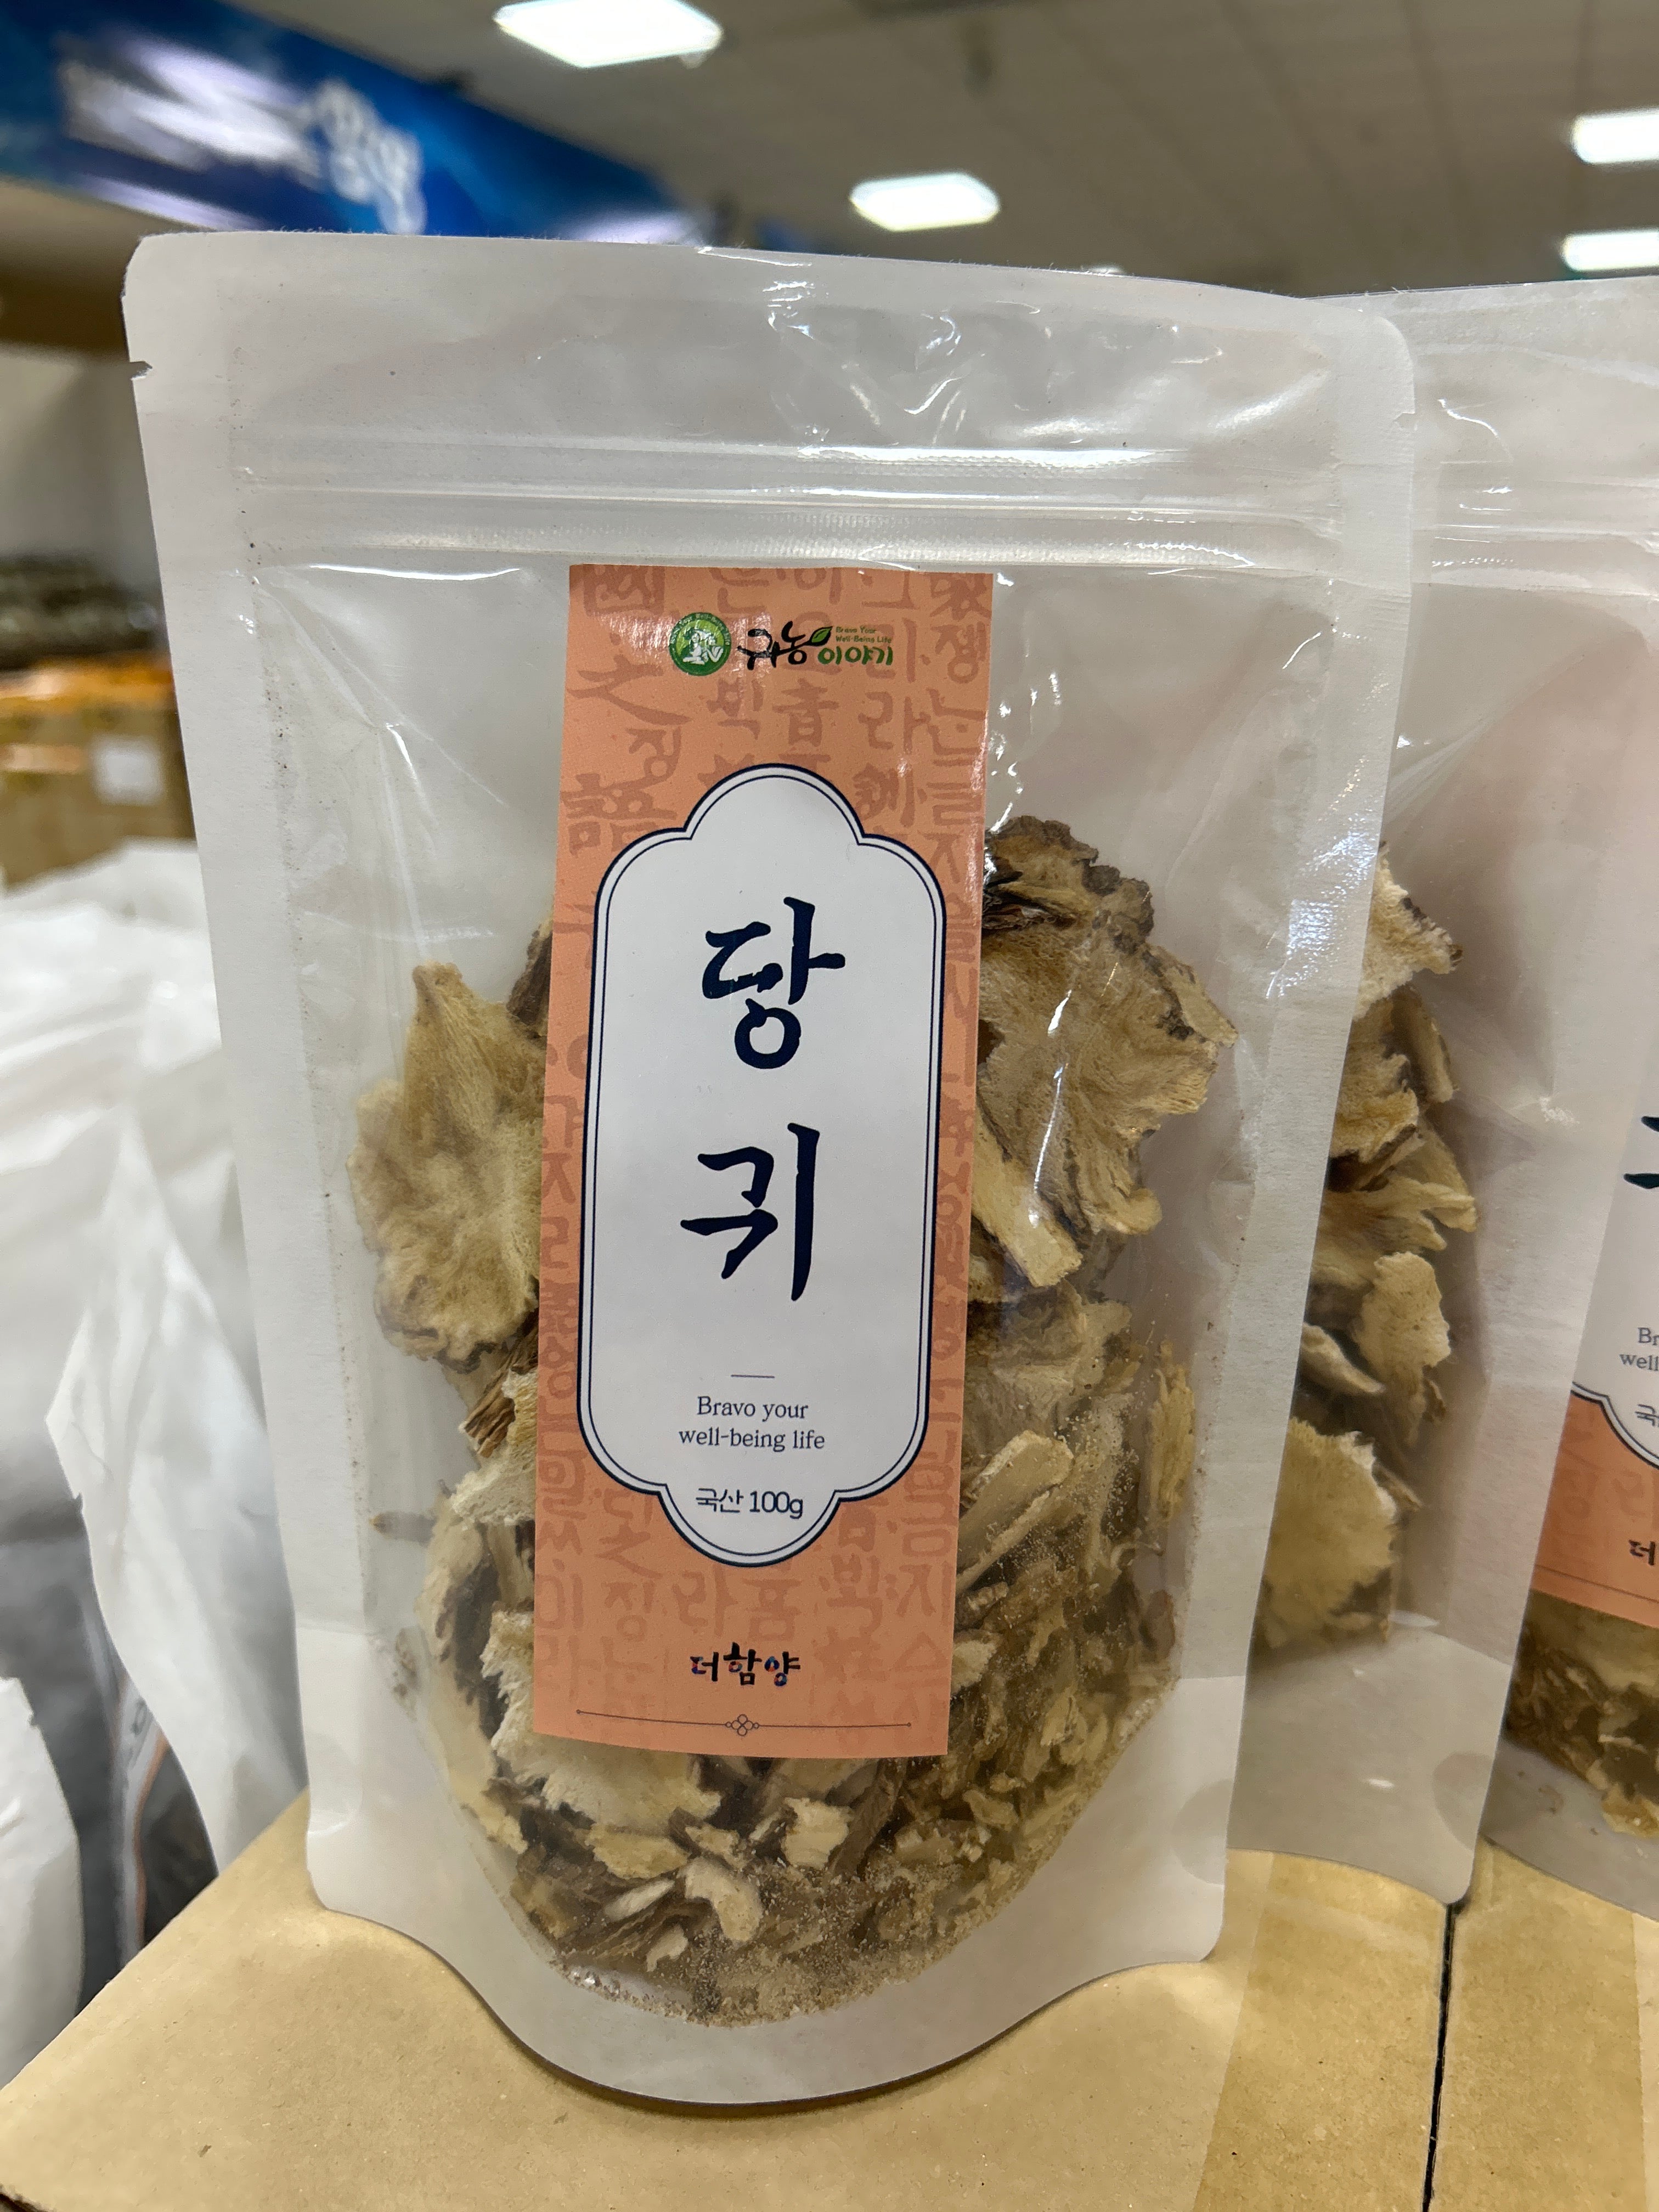 귀농
Bravo Your
Well-Being Life
이야기
당
귀
Bravo your
well-being life
국산 100g
더함양